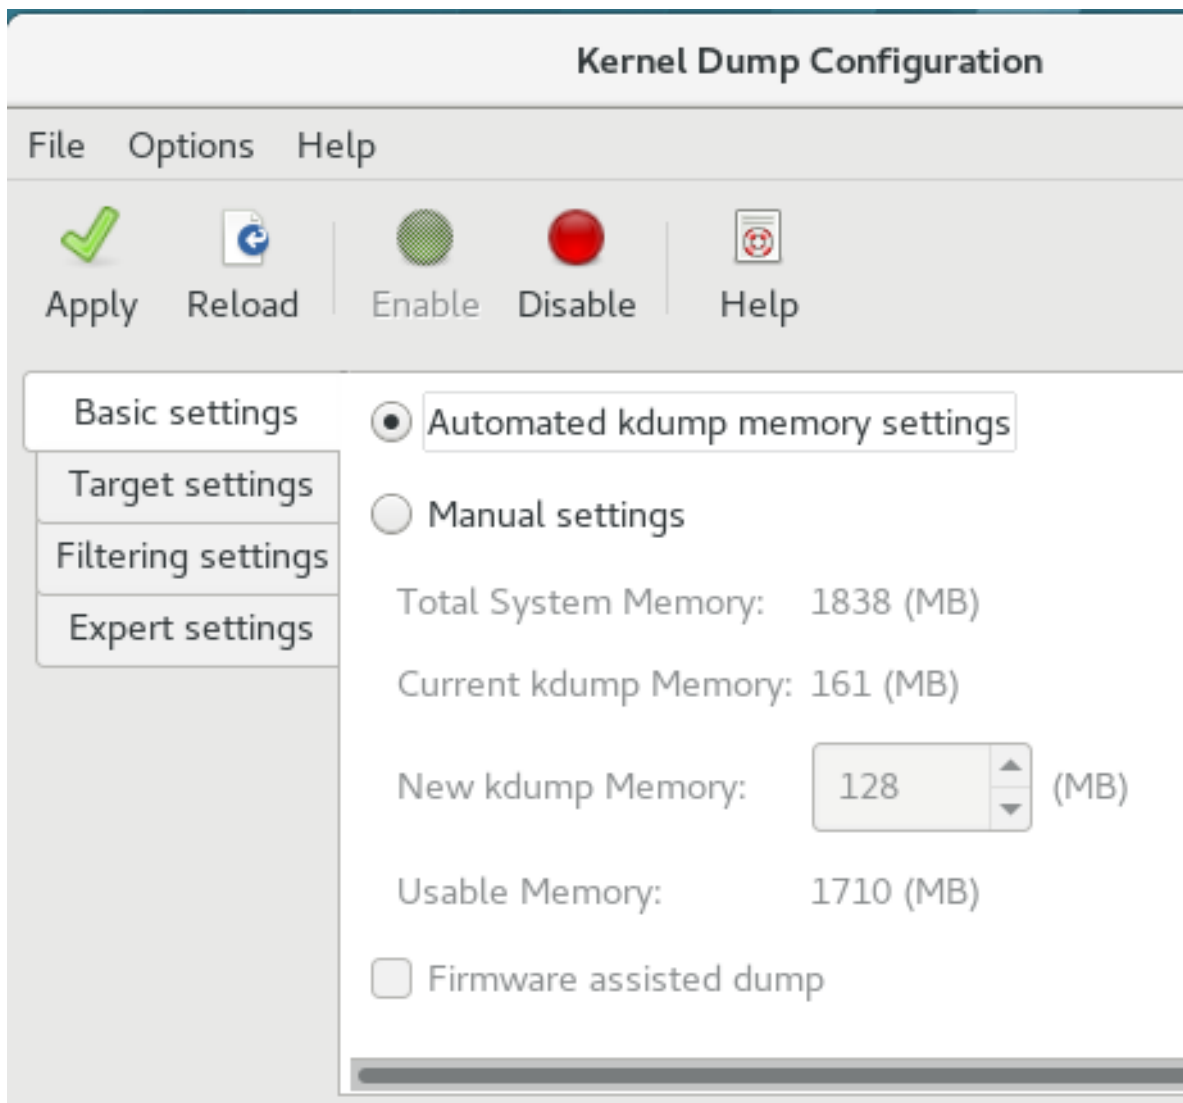 Kernel Dump Configuration
File Options Help
Apply Reload Enable Disable Help
Basic settings
Target settings
Filtering settings
Expert settings
Automated kdump memory settings
Manual settings
Total System Memory: 1838 (MB)
Current kdump Memory: 161 (MB)
New kdump Memory: 128 (MB)
Usable Memory: 1710 (MB)
Firmware assisted dump